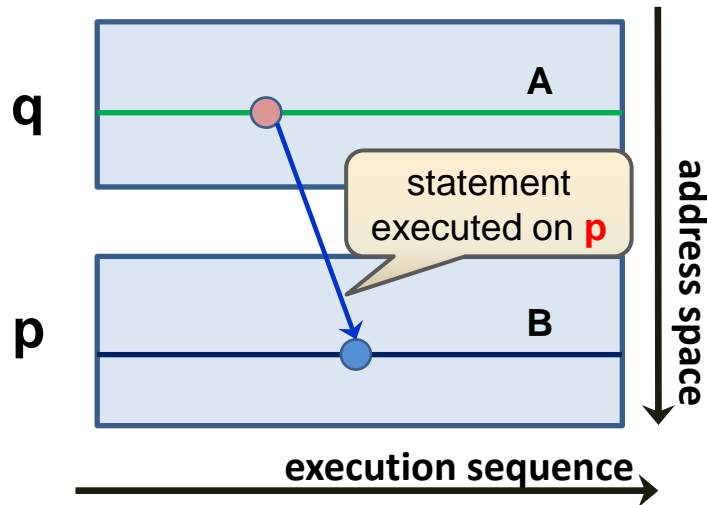 A
q
statement
executed on p
address space
B
p
execution sequence